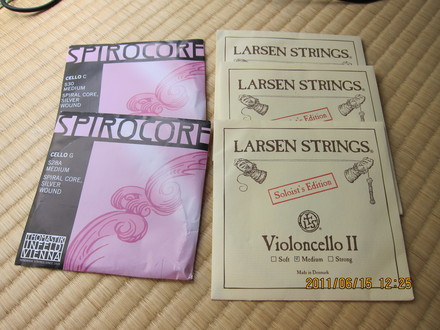 SPIROCORE
CELLO C
S30
MEDIUM
SPIRAL CORE,
SILVER
WOUND
SPIROCORE
CELLO G
S28A
MEDIUM
SPIRAL CORE,
SILVER
WOUND
THOMASTIK
INFELD
VIENNA
LARSEN STRINGS®
LARSEN STRINGS®
Soloist's Edition
LARSEN STRINGS®
Soloist's Edition
Violoncello II
Soft Medium Strong
Made in Denmark
2011/06/15 12:25